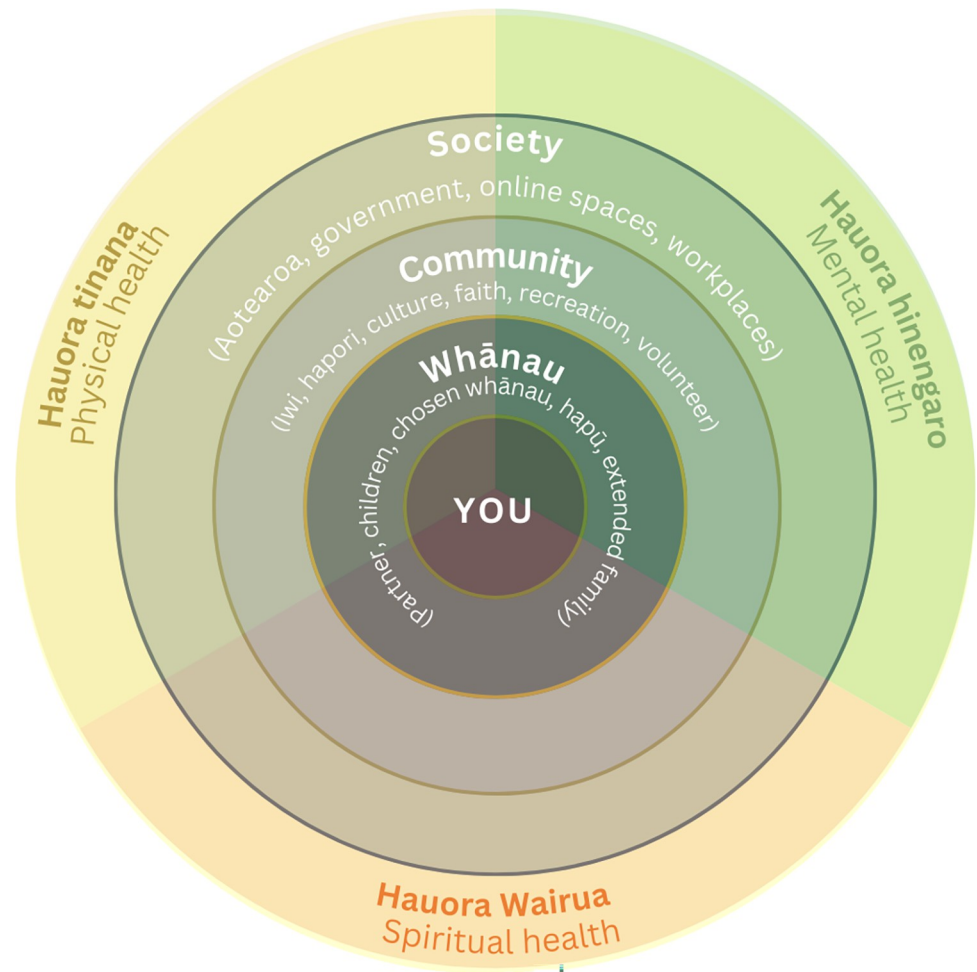 Society
(Aotearoa, government, online spaces, workplaces)
Community
(Iwi, hapori, culture, faith, recreation, volunteer)
Whānau
(Partner, children, chosen whānau, hapū, extended family)
YOU
Hauora tinana
Physical health
Hauora hinengaro
Mental health
Hauora Wairua
Spiritual health